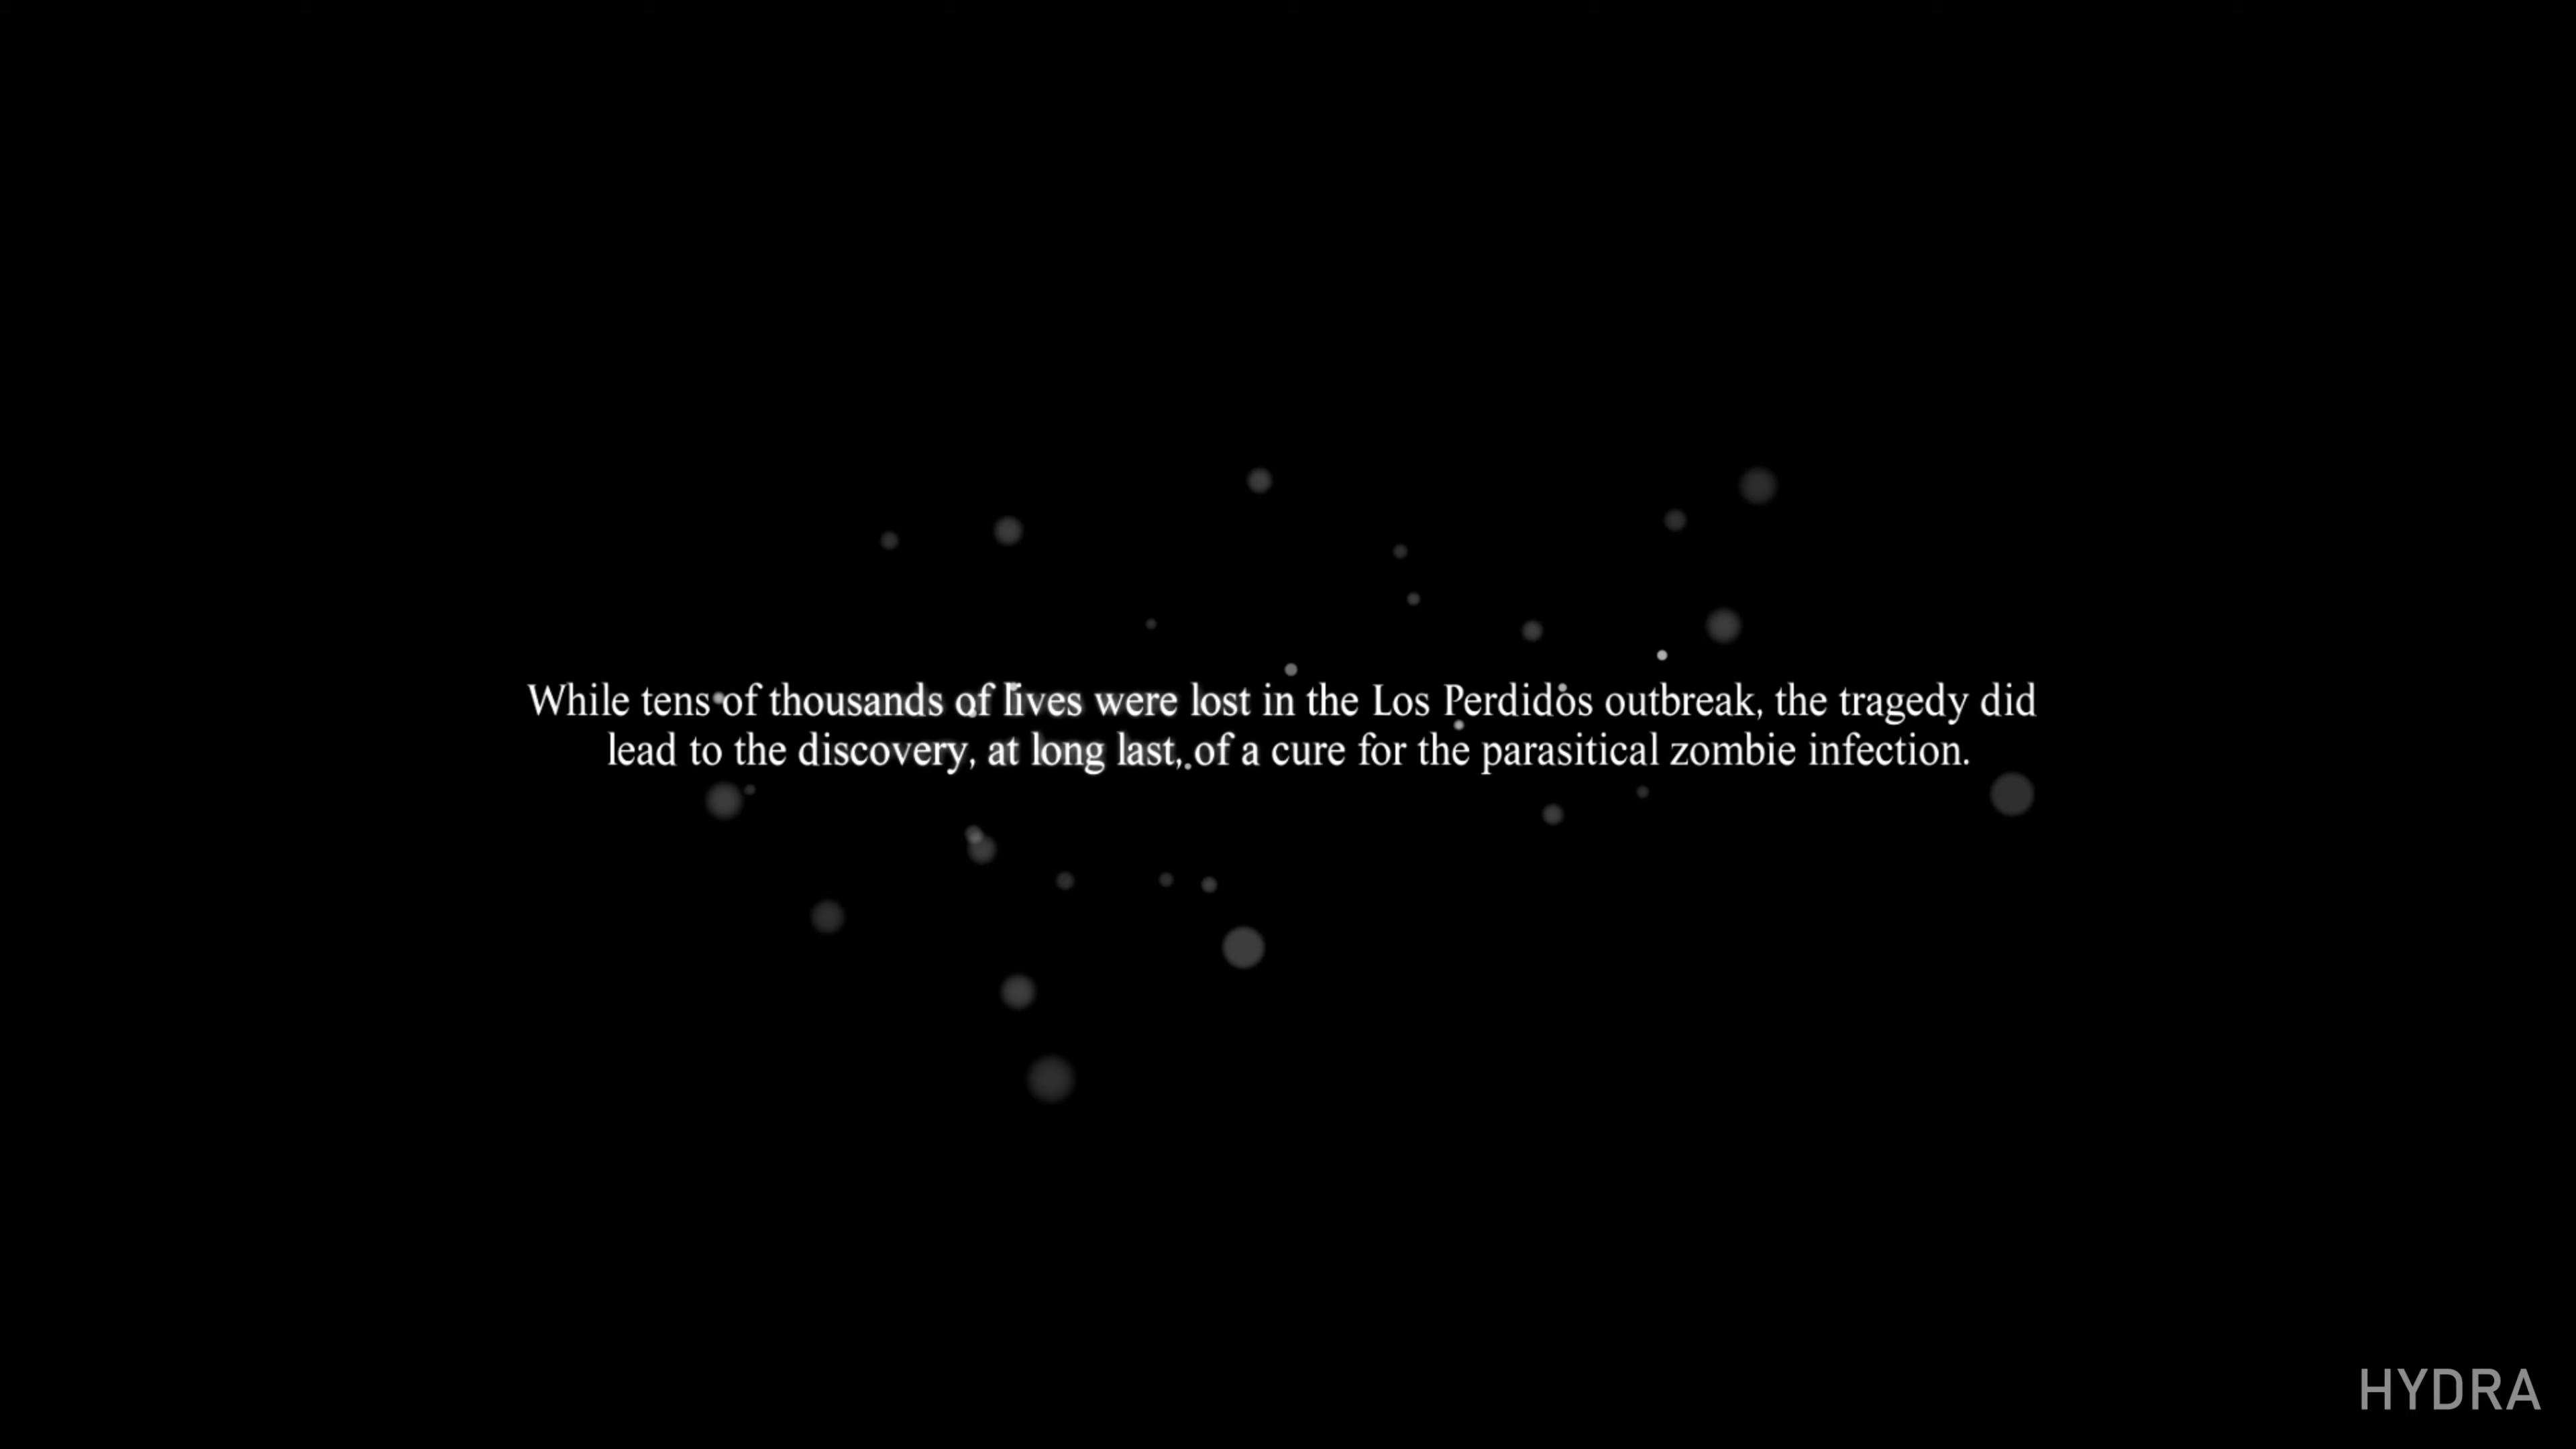 While tens of thousands of lives were lost in the Los Perdidos outbreak, the tragedy did
lead to the discovery, at long last, of a cure for the parasitical zombie infection.
HYDRA